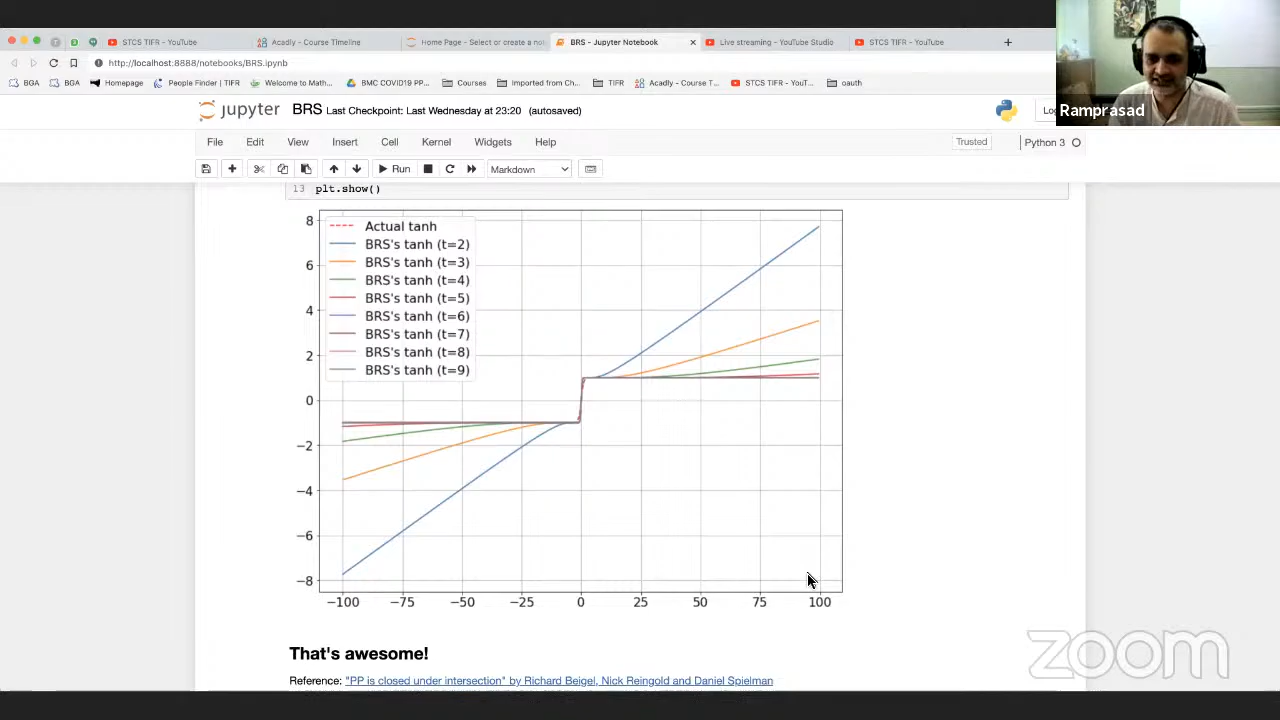 STCS TIFR - YouTube
Acadly - Course Timeline
Home Page - Select or create a not
BRS - Jupyter Notebook
Live streaming - YouTube Studio
STCS TIFR - YouTube
http://localhost:8888/notebooks/BRS.ipynb
BGA
BGA
Homepage
People Finder | TIFR
Welcome to Math...
BMC COVID19 PP...
Courses
Imported from Ch...
TIFR
Acadly - Course T...
STCS TIFR - YouT...
oauth
Ramprasad
jupyter BRS Last Checkpoint: Last Wednesday at 23:20 (autosaved)
File Edit View Insert Cell Kernel Widgets Help
Trusted Python 3
Run Markdown
13 plt.show()
Actual tanh
BRS's tanh (t=2)
BRS's tanh (t=3)
BRS's tanh (t=4)
BRS's tanh (t=5)
BRS's tanh (t=6)
BRS's tanh (t=7)
BRS's tanh (t=8)
BRS's tanh (t=9)
8
6
4
2
0
−2
−4
−6
−8
−100 −75 −50 −25 0 25 50 75 100
That's awesome!
Reference: "PP is closed under intersection" by Richard Beigel, Nick Reingold and Daniel Spielman
zoom